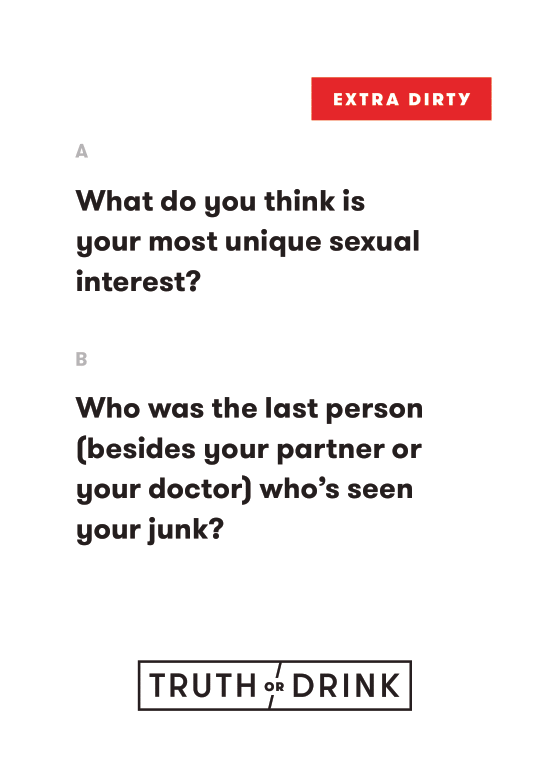 EXTRA DIRTY
A
What do you think is
your most unique sexual
interest?
B
Who was the last person
(besides your partner or
your doctor) who’s seen
your junk?
TRUTH OR DRINK